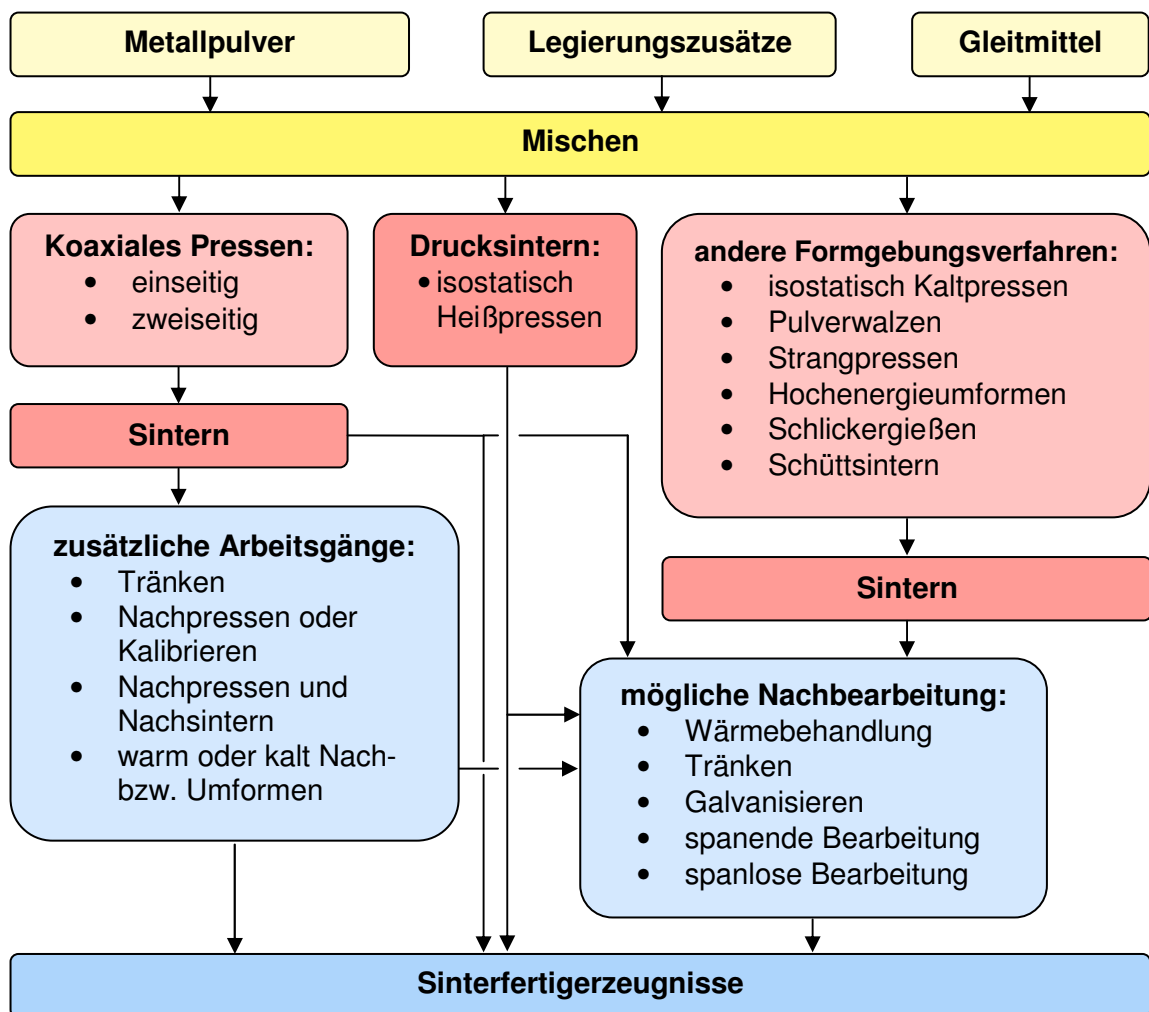 Metallpulver
Legierungszusätze
Gleitmittel
Mischen
Koaxiales Pressen:
• einseitig
• zweiseitig
Drucksintern:
• isostatisch
Heißpressen
andere Formgebungsverfahren:
• isostatisch Kaltpressen
• Pulverwalzen
• Strangpressen
• Hochenergieumformen
• Schlickergießen
• Schüttsintern
Sintern
zusätzliche Arbeitsgänge:
• Tränken
• Nachpressen oder
Kalibrieren
• Nachpressen und
Nachsintern
• warm oder kalt Nach-
bzw. Umformen
Sintern
mögliche Nachbearbeitung:
• Wärmebehandlung
• Tränken
• Galvanisieren
• spanende Bearbeitung
• spanlose Bearbeitung
Sinterfertigerzeugnisse